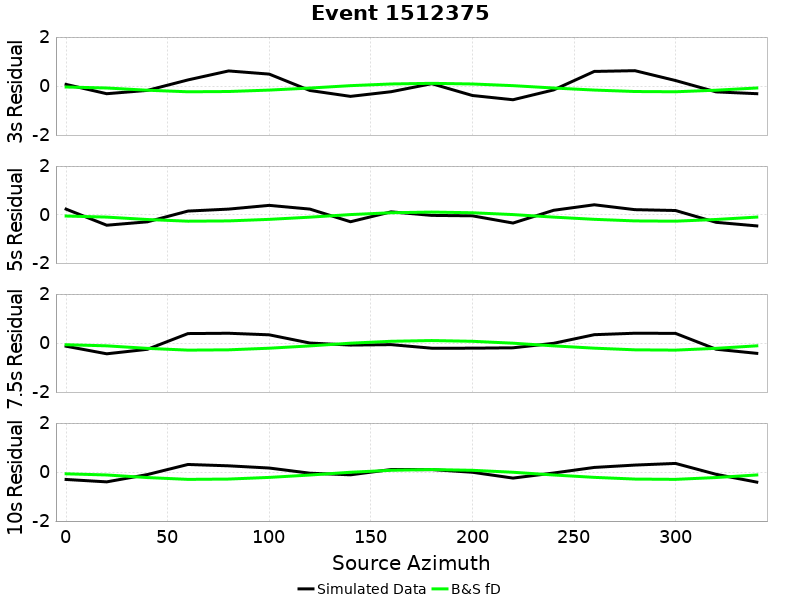 Event 1512375
3s Residual
2
0
-2
5s Residual
2
0
-2
7.5s Residual
2
0
-2
10s Residual
2
0
-2
0 50 100 150 200 250 300
Source Azimuth
Simulated Data B&S fD